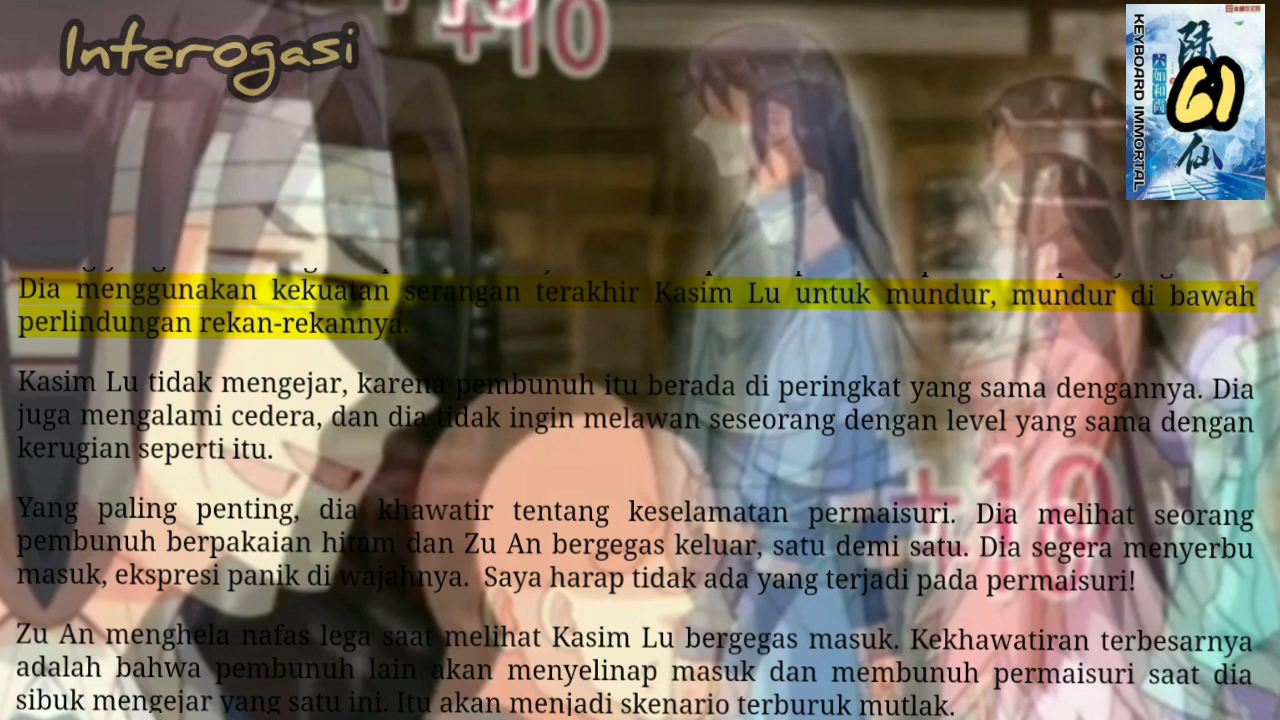 +10
Interogasi
KEYBOARD IMMORTAL
陆
六如和尚
61
仙
Dia menggunakan kekuatan serangan terakhir Kasim Lu untuk mundur, mundur di bawah
perlindungan rekan-rekannya.
Kasim Lu tidak mengejar, karena pembunuh itu berada di peringkat yang sama dengannya. Dia
juga mengalami cedera, dan dia tidak ingin melawan seseorang dengan level yang sama dengan
kerugian seperti itu.
+10
Yang paling penting, dia khawatir tentang keselamatan permaisuri. Dia melihat seorang
pembunuh berpakaian hitam dan Zu An bergegas keluar, satu demi satu. Dia segera menyerbu
masuk, ekspresi panik di wajahnya. Saya harap tidak ada yang terjadi pada permaisuri!
Zu An menghela nafas lega saat melihat Kasim Lu bergegas masuk. Kekhawatiran terbesarnya
adalah bahwa pembunuh lain akan menyelinap masuk dan membunuh permaisuri saat dia
sibuk mengejar yang satu ini. Itu akan menjadi skenario terburuk mutlak.